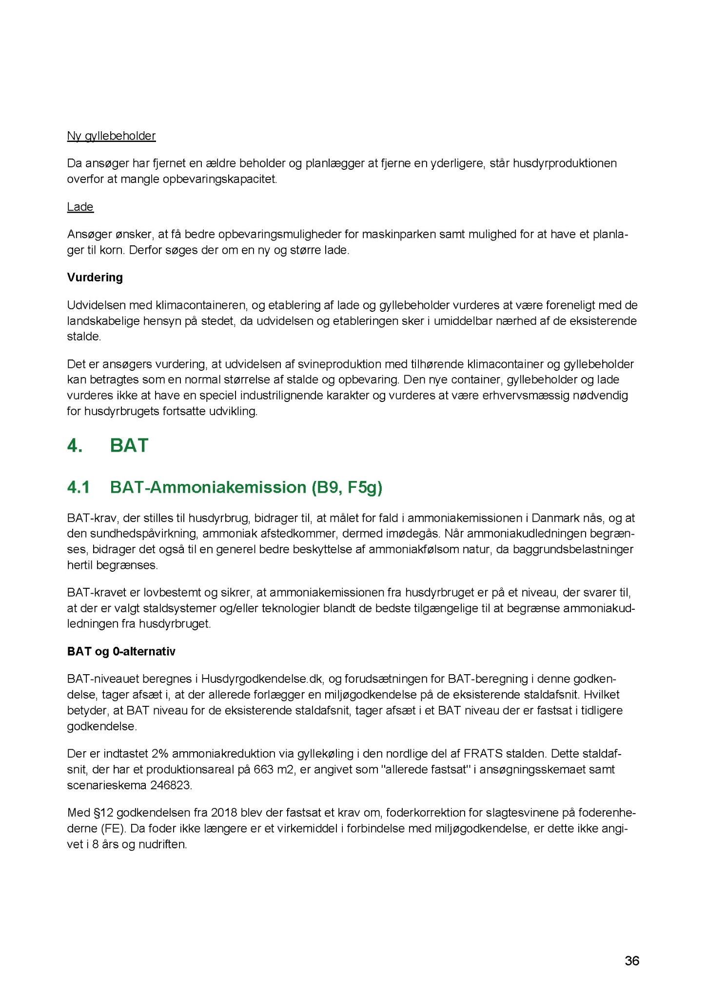 Ny gyllebeholder
Da ansøger har fjernet en ældre beholder og planlægger at fjerne en yderligere, står husdyrproduktionen
overfor at mangle opbevaringskapacitet.
Lade
Ansøger ønsker, at få bedre opbevaringsmuligheder for maskinparken samt mulighed for at have et planla-
ger til korn. Derfor søges der om en ny og større lade.
Vurdering
Udvidelsen med klimacontaineren, og etablering af lade og gyllebeholder vurderes at være foreneligt med de
landskabelige hensyn på stedet, da udvidelsen og etableringen sker i umiddelbar nærhed af de eksisterende
stalde.
Det er ansøgers vurdering, at udvidelsen af svineproduktion med tilhørende klimacontainer og gyllebeholder
kan betragtes som en normal størrelse af stalde og opbevaring. Den nye container, gyllebeholder og lade
vurderes ikke at have en speciel industrilignende karakter og vurderes at være erhvervsmæssig nødvendig
for husdyrbrugets fortsatte udvikling.
4. BAT
4.1 BAT-Ammoniakemission (B9, F5g)
BAT-krav, der stilles til husdyrbrug, bidrager til, at målet for fald i ammoniakemissionen i Danmark nås, og at
den sundhedspåvirkning, ammoniak afstedkommer, dermed imødegås. Når ammoniakudledningen begræn-
ses, bidrager det også til en generel bedre beskyttelse af ammoniakfølsom natur, da baggrundsbelastninger
hertil begrænses.
BAT-kravet er lovbestemt og sikrer, at ammoniakemissionen fra husdyrbruget er på et niveau, der svarer til,
at der er valgt staldsystemer og/eller teknologier blandt de bedste tilgængelige til at begrænse ammoniakud-
ledningen fra husdyrbruget.
BAT og 0-alternativ
BAT-niveauet beregnes i Husdyrgodkendelse.dk, og forudsætningen for BAT-beregning i denne godken-
delse, tager afsæt i, at der allerede forlægger en miljøgodkendelse på de eksisterende staldafsnit. Hvilket
betyder, at BAT niveau for de eksisterende staldafsnit, tager afsæt i et BAT niveau der er fastsat i tidligere
godkendelse.
Der er indtastet 2% ammoniakreduktion via gyllekøling i den nordlige del af FRATS stalden. Dette staldaf-
snit, der har et produktionsareal på 663 m2, er angivet som "allerede fastsat" i ansøgningsskemaet samt
scenarieskema 246823.
Med §12 godkendelsen fra 2018 blev der fastsat et krav om, foderkorrektion for slagtesvinene på foderenhe-
derne (FE). Da foder ikke længere er et virkemiddel i forbindelse med miljøgodkendelse, er dette ikke angi-
vet i 8 års og nudriften.
36